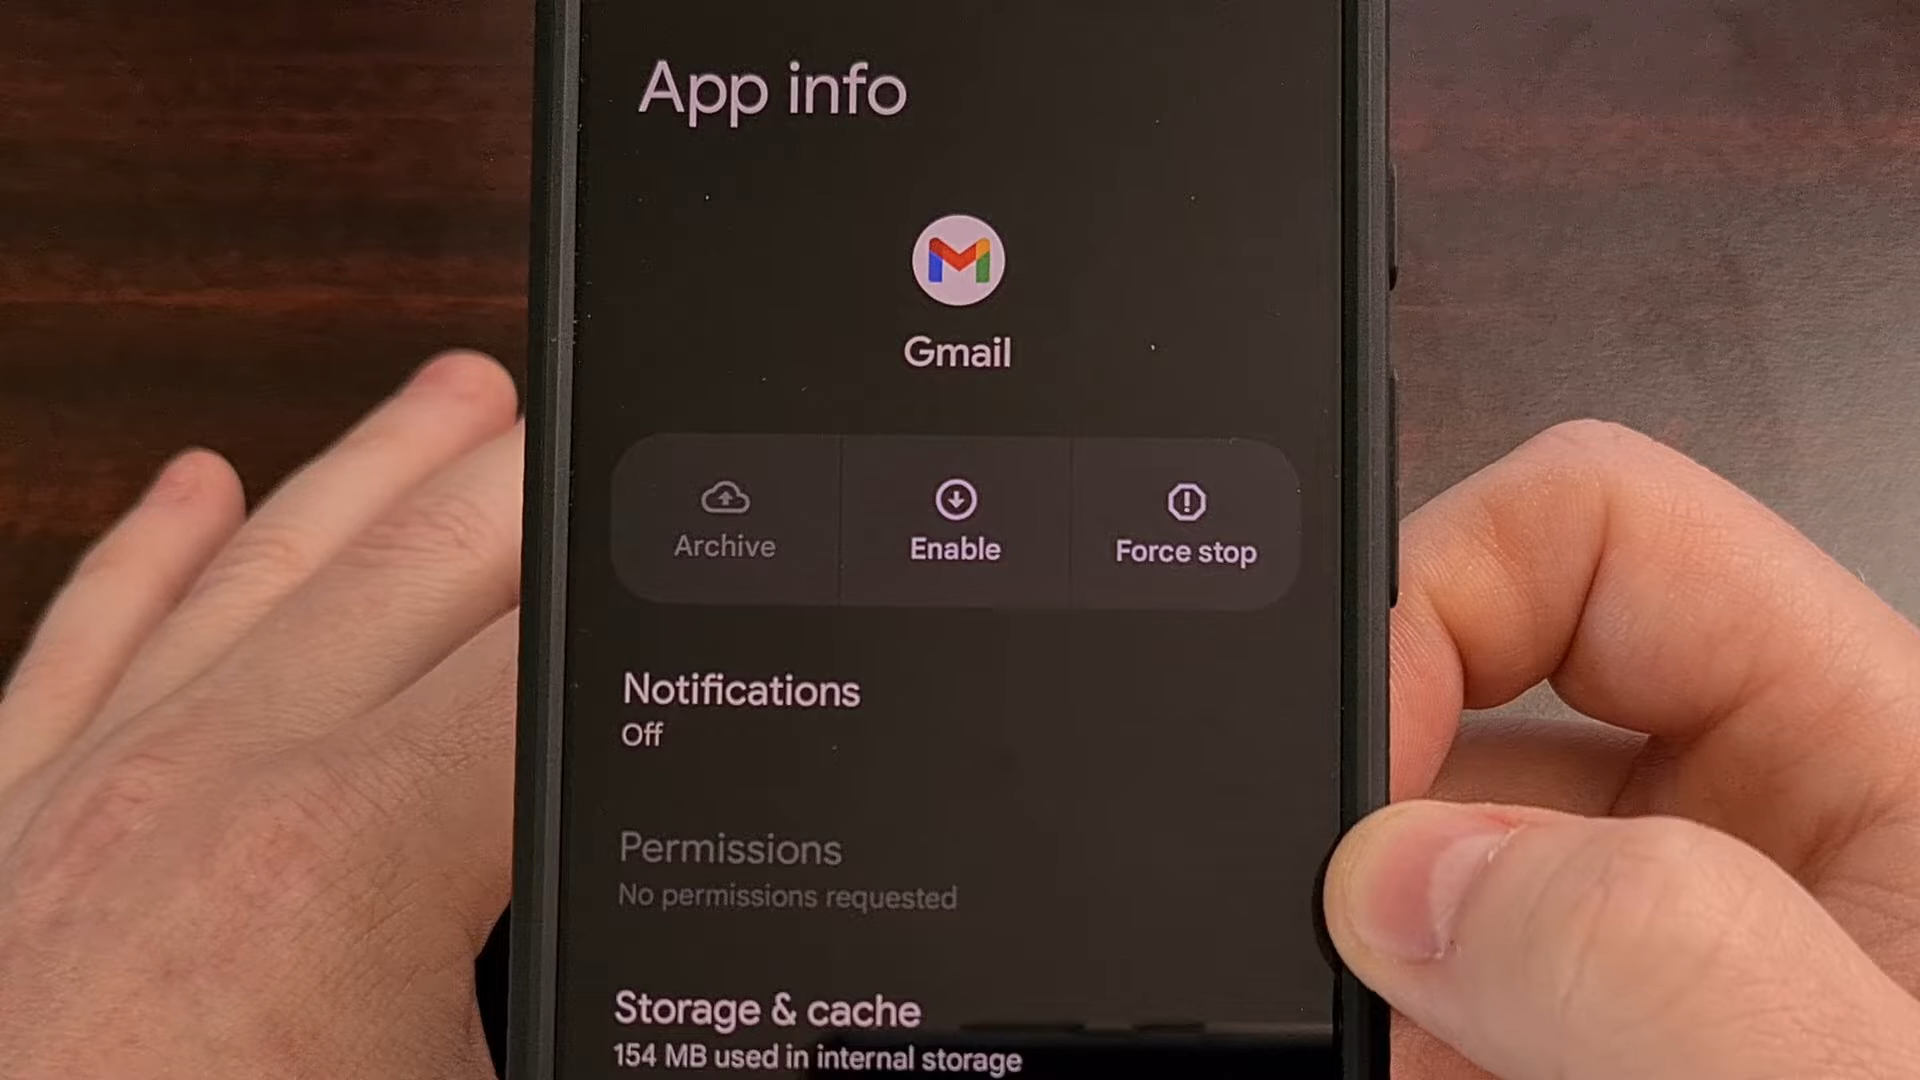 App info
Gmail
Archive
Enable
Force stop
Notifications
Off
Permissions
No permissions requested
Storage & cache
154 MB used in internal storage